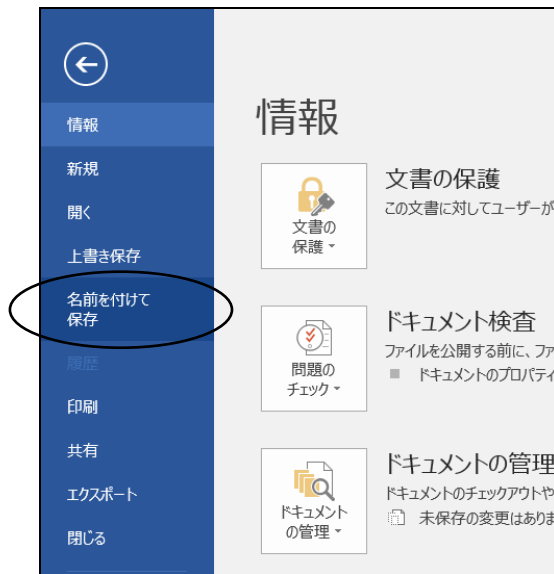 情報
新規
開く
上書き保存
名前を付けて
保存
履歴
印刷
共有
エクスポート
閉じる
情報
文書の
保護
文書の保護
この文書に対してユーザーが
問題の
チェック
ドキュメント検査
ファイルを公開する前に、ファ
ドキュメントのプロパティ
ドキュメント
の管理
ドキュメントの管理
ドキュメントのチェックアウトや
未保存の変更はありま